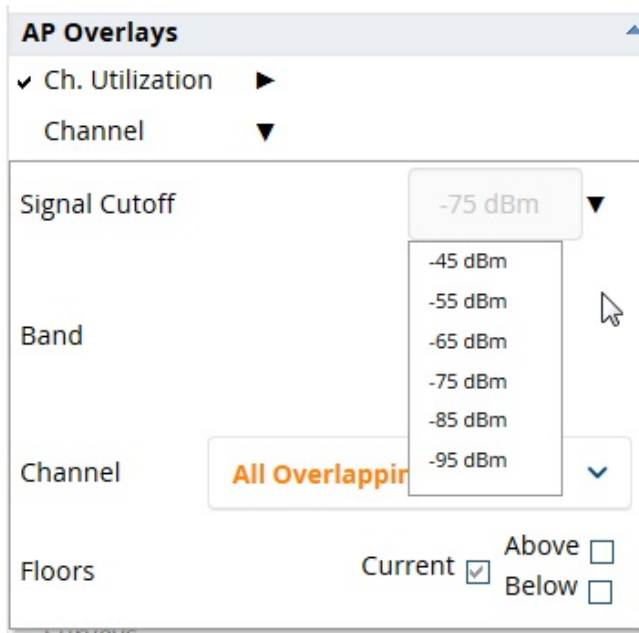 AP Overlays
Ch. Utilization
Channel
Signal Cutoff -75 dBm
-45 dBm
-55 dBm
-65 dBm
-75 dBm
-85 dBm
-95 dBm
Band
Channel All Overlappin
Floors Current Above
Below